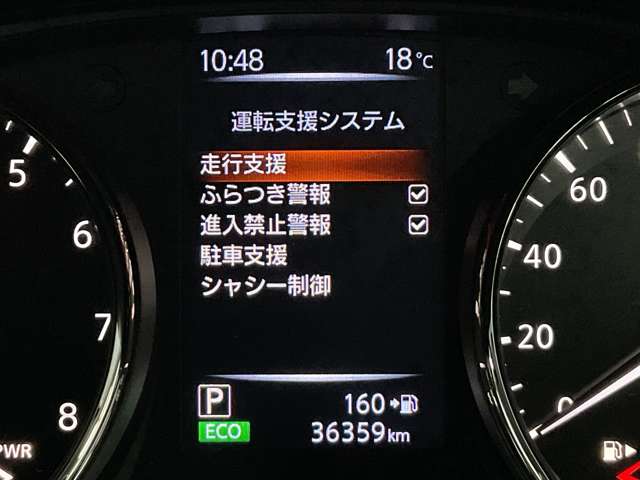 10:48 18℃
運転支援システム
走行支援
ふらつき警報
進入禁止警報
駐車支援
シャシー制御
P 160
ECO 36359km
5
6
7
8
PWR
60
40
20
0